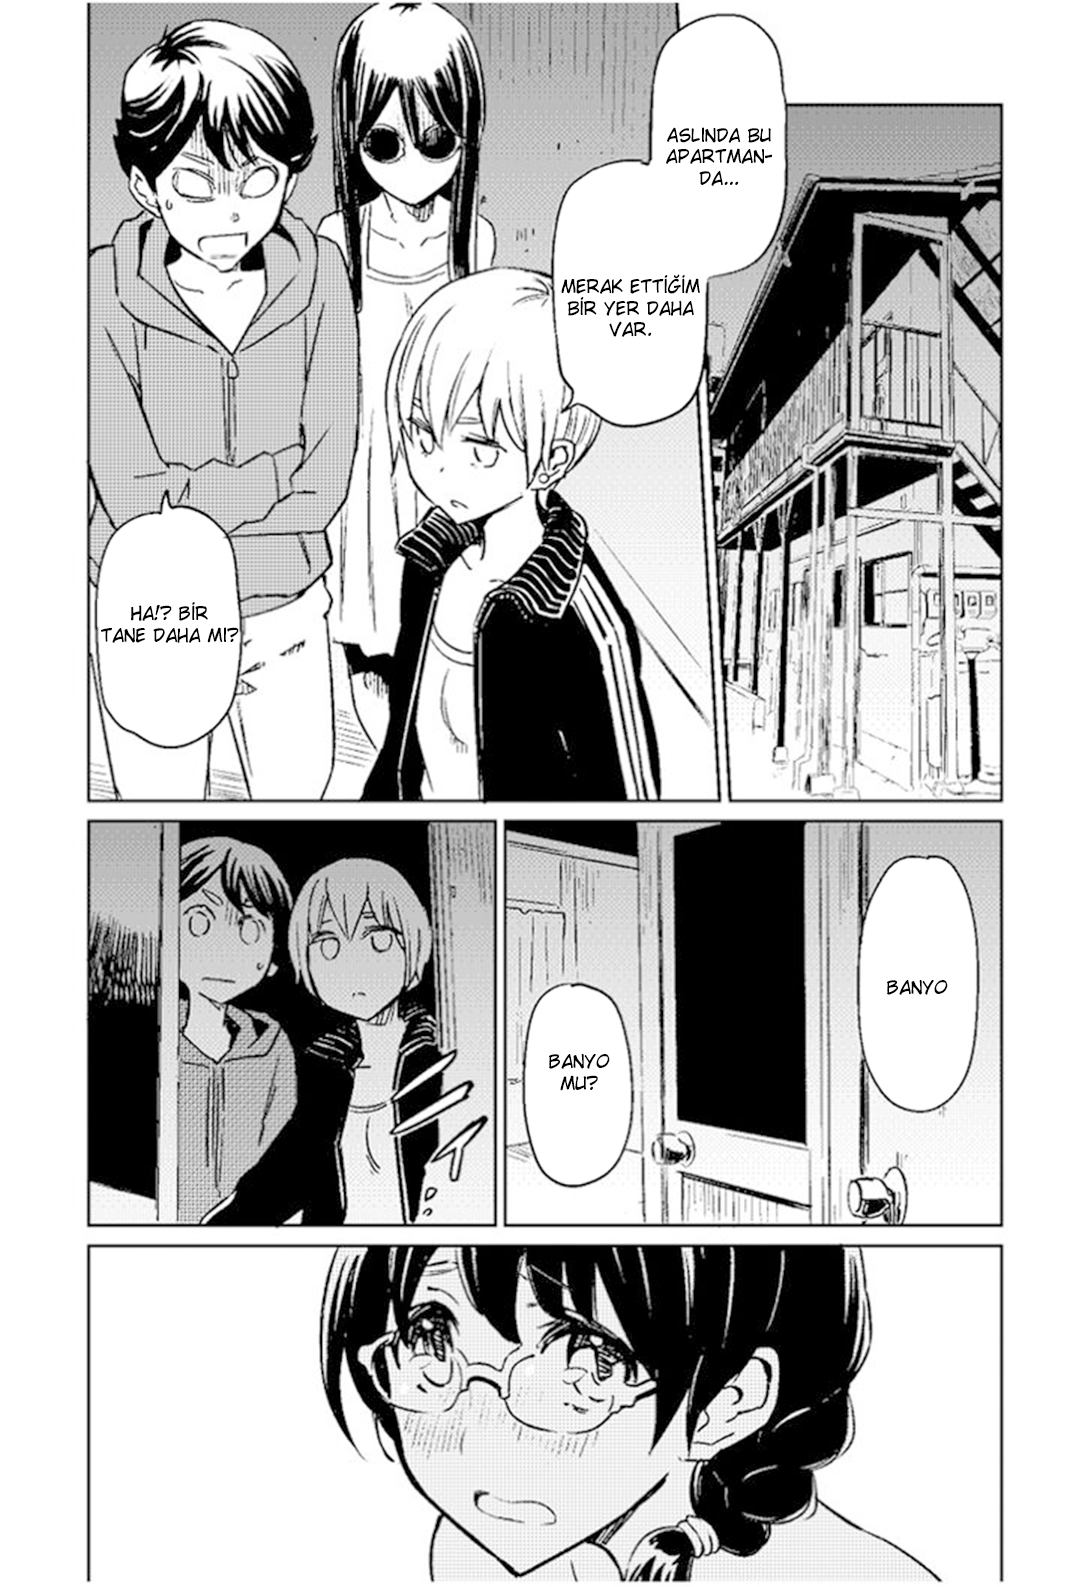 ASLINDA BU
APARTMAN-
DA...
MERAK ETTİĞİM
BİR YER DAHA
VAR.
HA!? BİR
TANE DAHA MI?
BANYO
BANYO
MU?